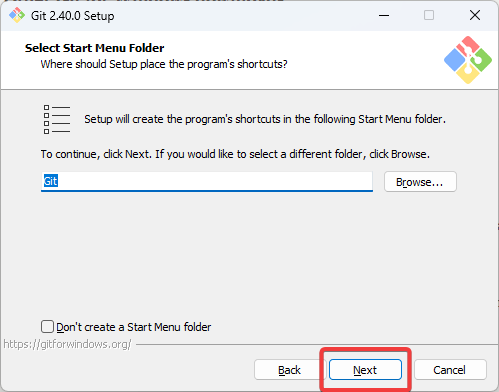 Git 2.40.0 Setup
Select Start Menu Folder
Where should Setup place the program's shortcuts?
Setup will create the program's shortcuts in the following Start Menu folder.
To continue, click Next. If you would like to select a different folder, click Browse.
Git
Browse...
Don't create a Start Menu folder
https://gitforwindows.org/
Back
Next
Cancel